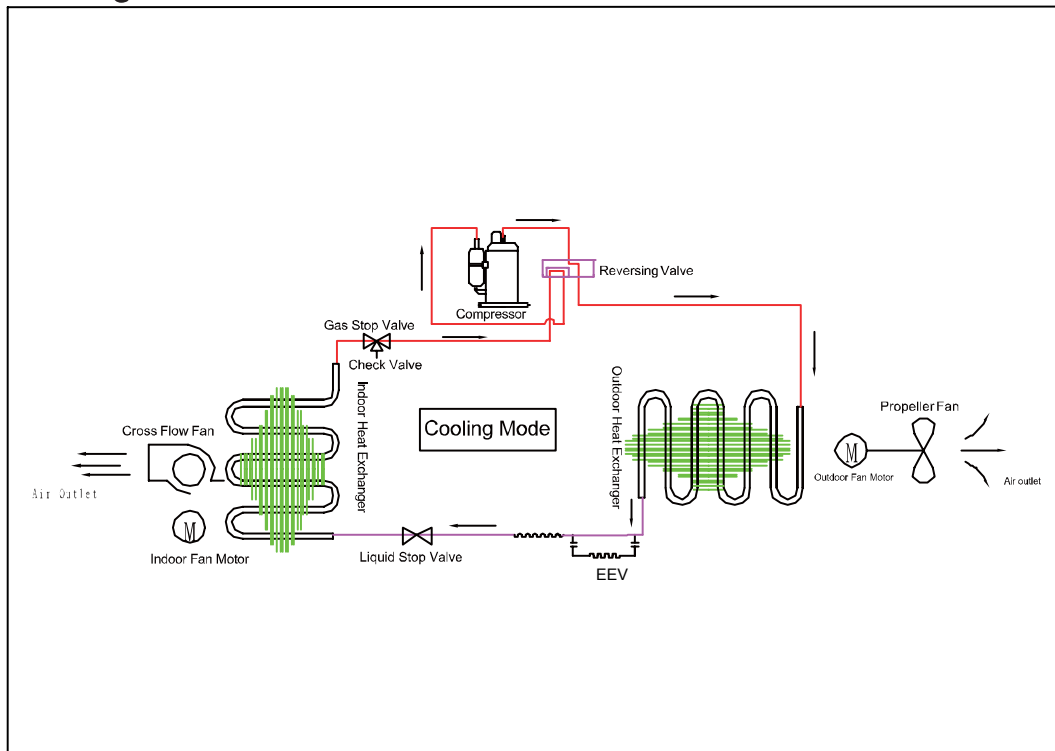 Reversing Valve
Compressor
Gas Stop Valve
Check Valve
Indoor Heat Exchanger
Outdoor Heat Exchanger
Cooling Mode
Propeller Fan
Cross Flow Fan
M
Outdoor Fan Motor
Air outlet
Air Outlet
M
Indoor Fan Motor
Liquid Stop Valve
EEV